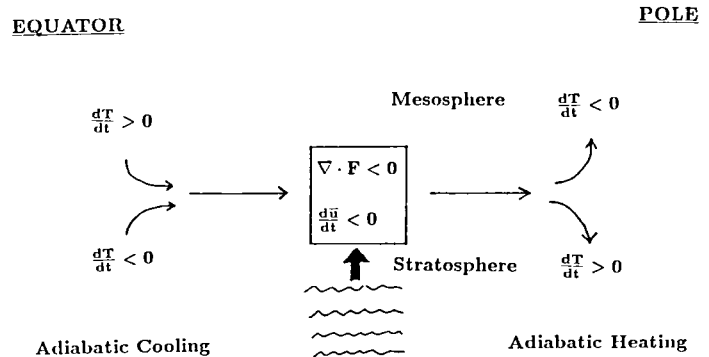 EQUATOR
POLE
Mesosphere
dT/dt > 0
dT/dt < 0
∇ · F < 0
dū/dt < 0
dT/dt < 0
Stratosphere
dT/dt > 0
Adiabatic Cooling
Adiabatic Heating